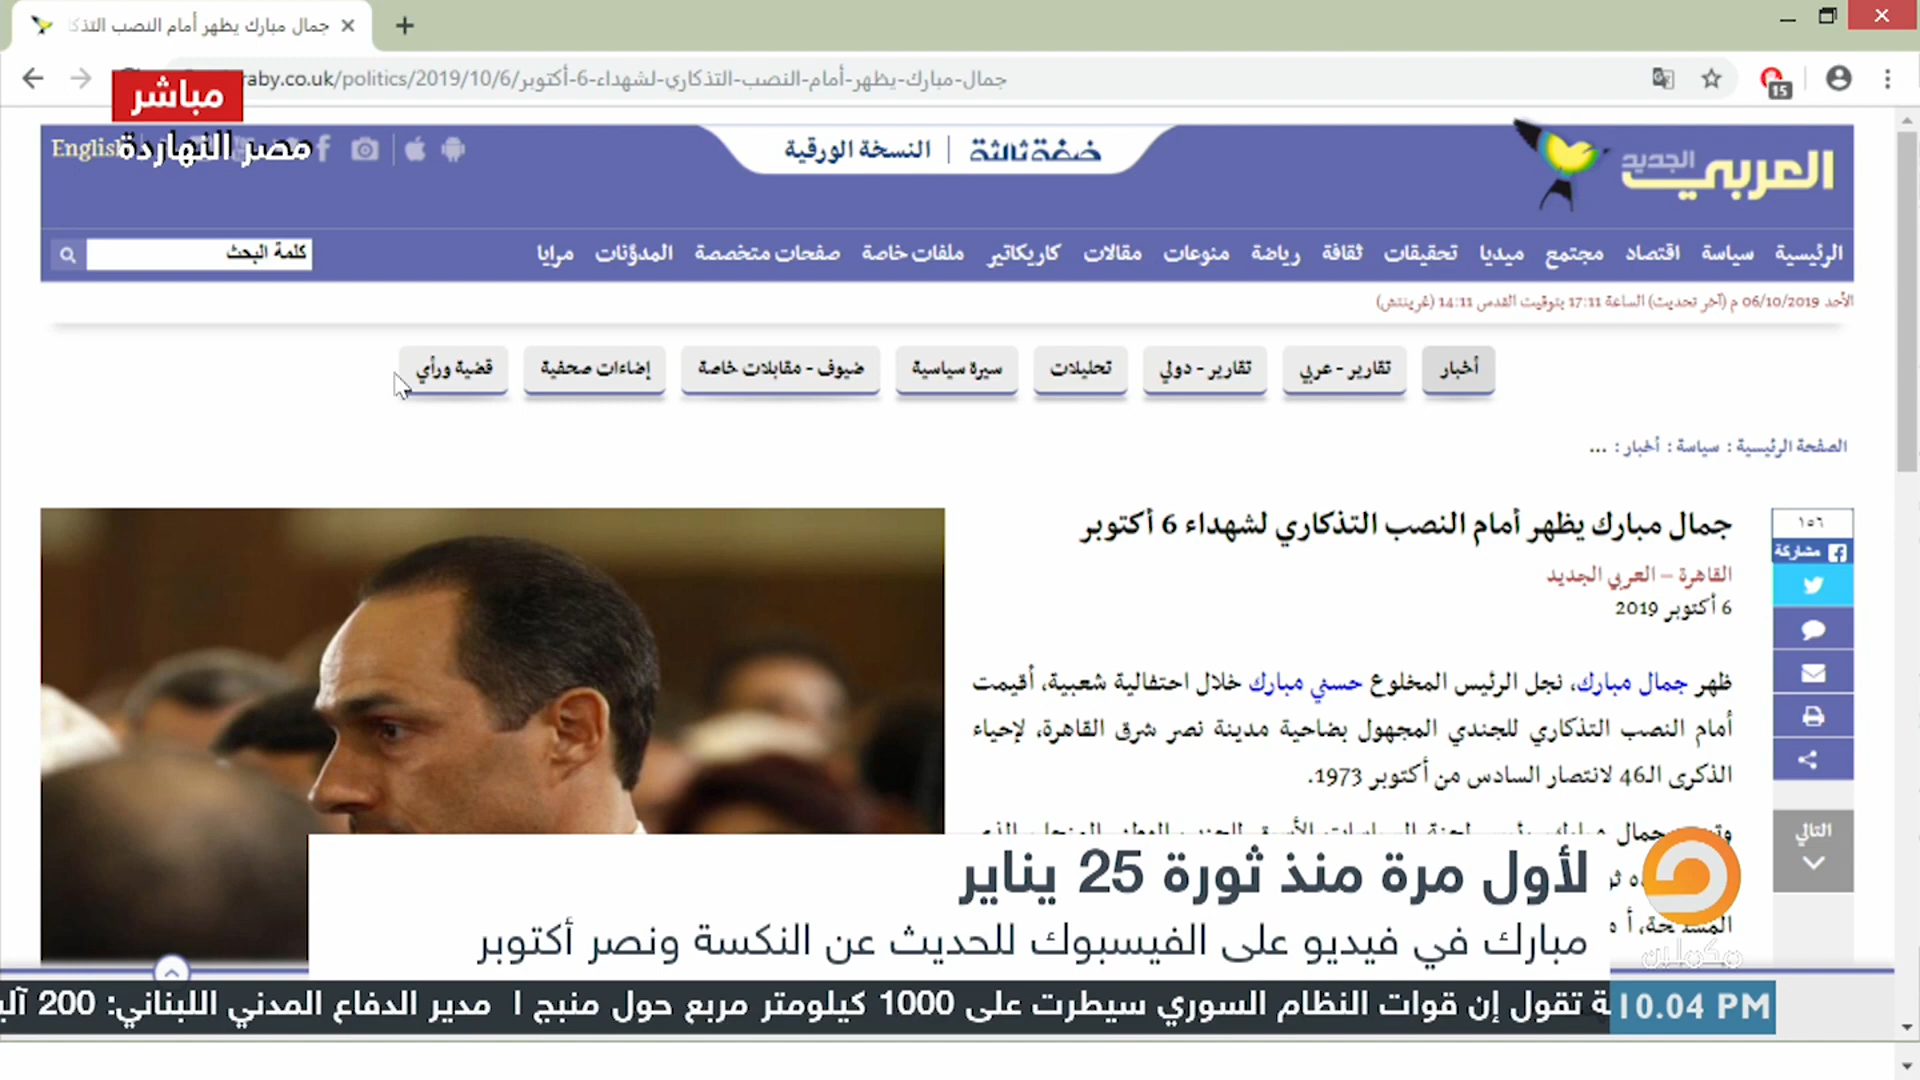 جمال مبارك يظهر أمام النصب التذكا
raby.co.uk/politics/2019/10/6/جمال-مبارك-يظهر-أمام-النصب-التذكاري-لشهداء-6-أكتوبر
15
مباشر
مصر النهاردة
English
ضفة ثالثة | النسخة الورقية
العربي الجديد
الرئيسية سياسة اقتصاد مجتمع ميديا تحقيقات ثقافة رياضة منوعات مقالات كاريكاتير ملفات خاصة صفحات متخصصة المدوّنات مرايا
كلمة البحث
الأحد 06/10/2019 م (آخر تحديث) الساعة 17:11 بتوقيت القدس 14:11 (غرينتش)
أخبار تقارير - عربي تقارير - دولي تحليلات سيرة سياسية ضيوف - مقابلات خاصة إضاءات صحفية قضية ورأي
الصفحة الرئيسية : سياسة : أخبار : ...
جمال مبارك يظهر أمام النصب التذكاري لشهداء 6 أكتوبر
القاهرة – العربي الجديد
6 أكتوبر 2019
١٥٦
مشاركة
ظهر جمال مبارك، نجل الرئيس المخلوع حسني مبارك خلال احتفالية شعبية، أقيمت
أمام النصب التذكاري للجندي المجهول بضاحية مدينة نصر شرق القاهرة، لإحياء
الذكرى الـ46 لانتصار السادس من أكتوبر 1973.
التالي
لأول مرة منذ ثورة 25 يناير
مبارك في فيديو على الفيسبوك للحديث عن النكسة ونصر أكتوبر
مكملين
ة تقول إن قوات النظام السوري سيطرت على 1000 كيلومتر مربع حول منبج ا مدير الدفاع المدني اللبناني: 200 آلي
10.04 PM